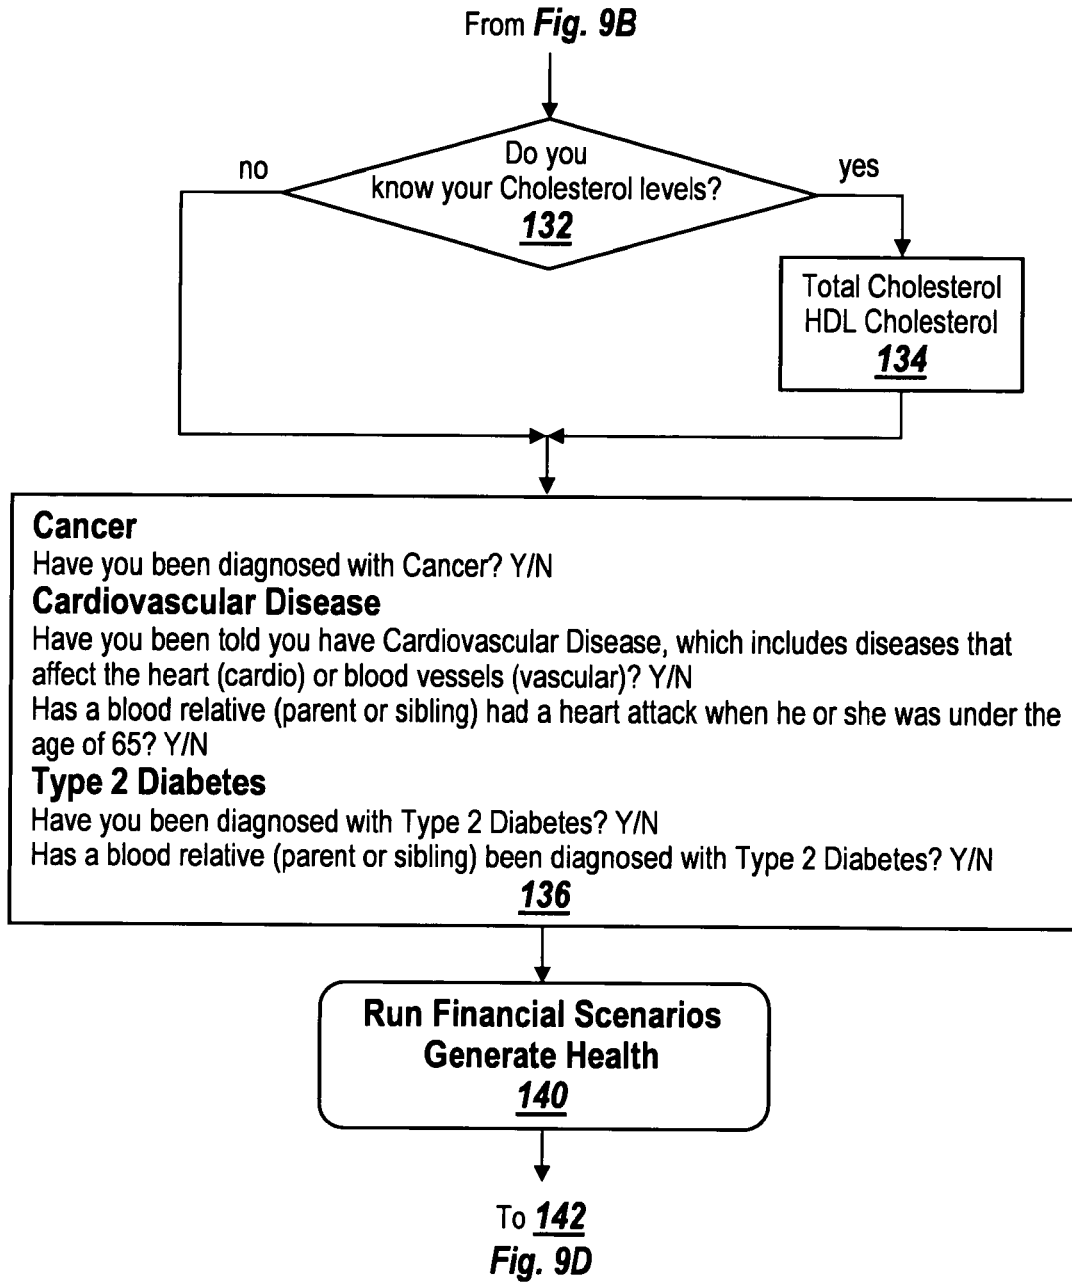 From Fig. 9B
Do you
know your Cholesterol levels?
132
no
yes
Total Cholesterol
HDL Cholesterol
134
Cancer
Have you been diagnosed with Cancer? Y/N
Cardiovascular Disease
Have you been told you have Cardiovascular Disease, which includes diseases that
affect the heart (cardio) or blood vessels (vascular)? Y/N
Has a blood relative (parent or sibling) had a heart attack when he or she was under the
age of 65? Y/N
Type 2 Diabetes
Have you been diagnosed with Type 2 Diabetes? Y/N
Has a blood relative (parent or sibling) been diagnosed with Type 2 Diabetes? Y/N
136
Run Financial Scenarios
Generate Health
140
To 142
Fig. 9D